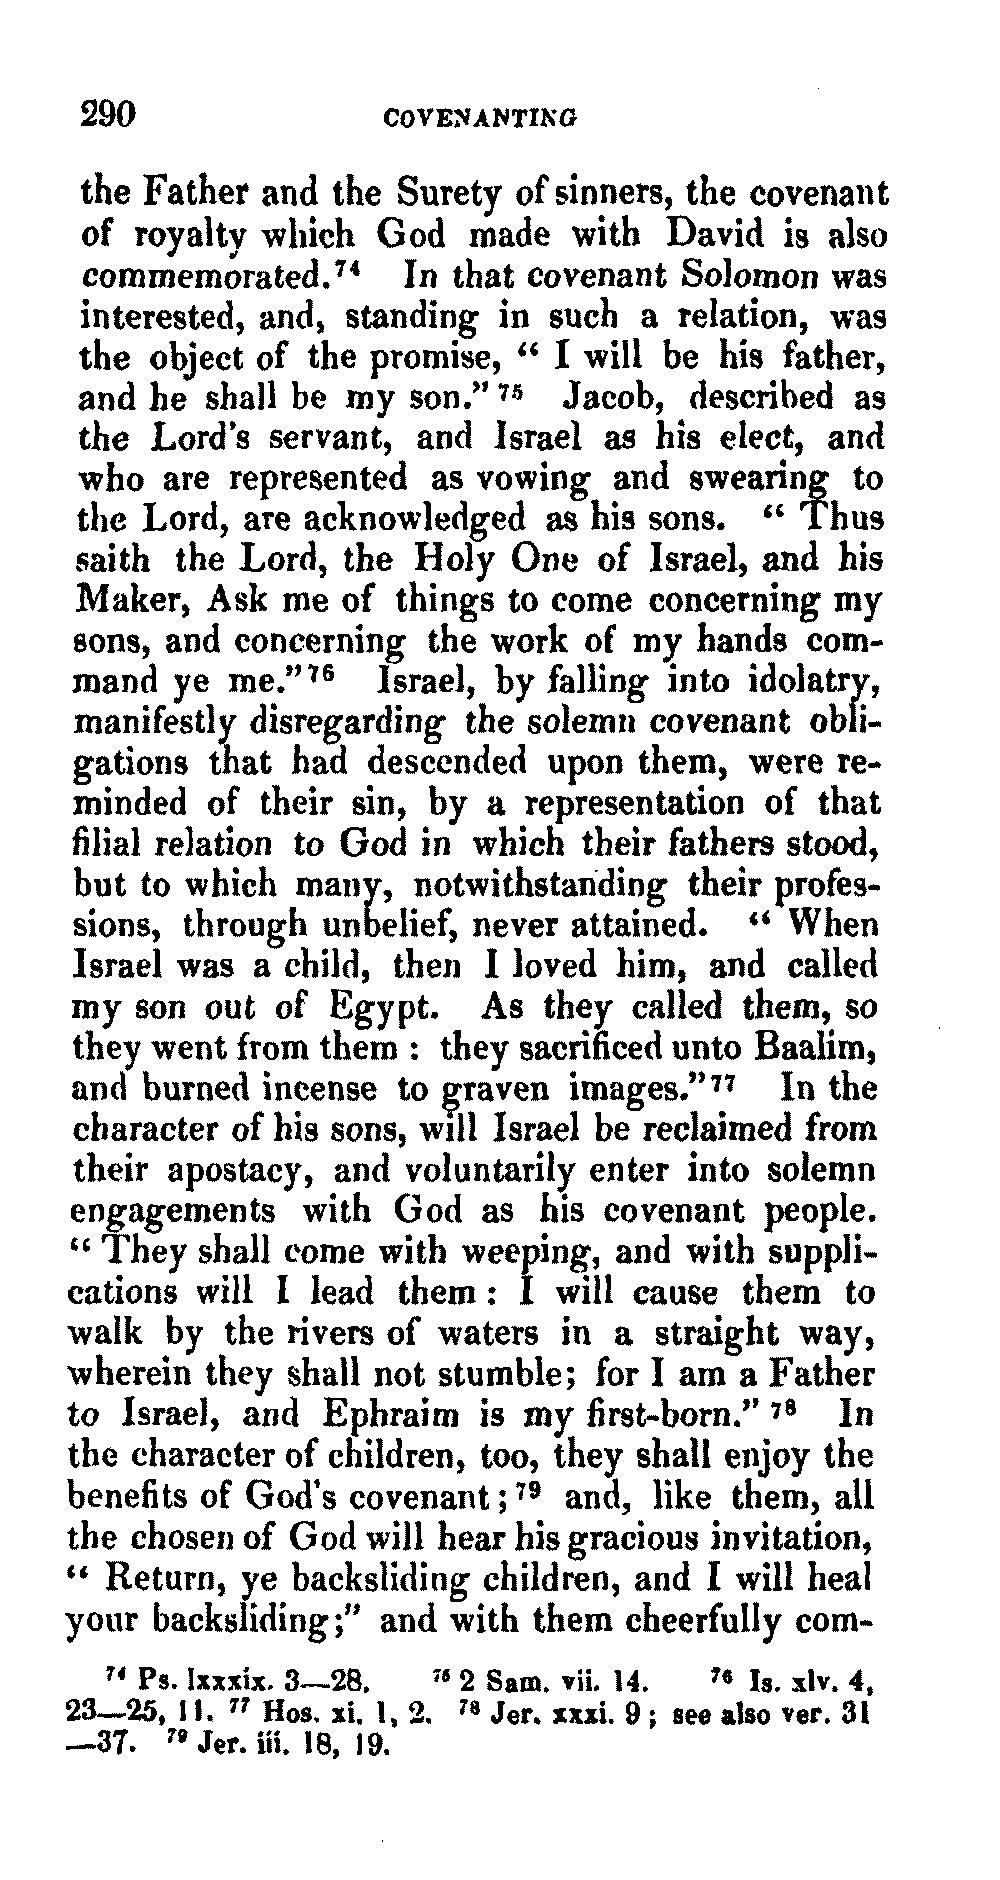 290 COVENANTING
the Father and the Surety of sinners, the covenant
of royalty which God made with David is also
commemorated.⁷⁴ In that covenant Solomon was
interested, and, standing in such a relation, was
the object of the promise, “ I will be his father,
and he shall be my son.” ⁷⁵ Jacob, described as
the Lord's servant, and Israel as his elect, and
who are represented as vowing and swearing to
the Lord, are acknowledged as his sons. “ Thus
saith the Lord, the Holy One of Israel, and his
Maker, Ask me of things to come concerning my
sons, and concerning the work of my hands com-
mand ye me.”⁷⁶ Israel, by falling into idolatry,
manifestly disregarding the solemn covenant obli-
gations that had descended upon them, were re-
minded of their sin, by a representation of that
filial relation to God in which their fathers stood,
but to which many, notwithstanding their profes-
sions, through unbelief, never attained. “ When
Israel was a child, then I loved him, and called
my son out of Egypt. As they called them, so
they went from them : they sacrificed unto Baalim,
and burned incense to graven images.”⁷⁷ In the
character of his sons, will Israel be reclaimed from
their apostacy, and voluntarily enter into solemn
engagements with God as his covenant people.
“ They shall come with weeping, and with suppli-
cations will I lead them : I will cause them to
walk by the rivers of waters in a straight way,
wherein they shall not stumble; for I am a Father
to Israel, and Ephraim is my first-born.” ⁷⁸ In
the character of children, too, they shall enjoy the
benefits of God's covenant ;⁷⁹ and, like them, all
the chosen of God will hear his gracious invitation,
“ Return, ye backsliding children, and I will heal
your backsliding;” and with them cheerfully com-
⁷⁴ Ps. lxxxix. 3—28. ⁷⁵ 2 Sam. vii. 14. ⁷⁶ Is. xlv. 4,
23—25, 11. ⁷⁷ Hos. xi. 1, 2. ⁷⁸ Jer. xxxi. 9 ; see also ver. 31
—37. ⁷⁹ Jer. iii. 18, 19.